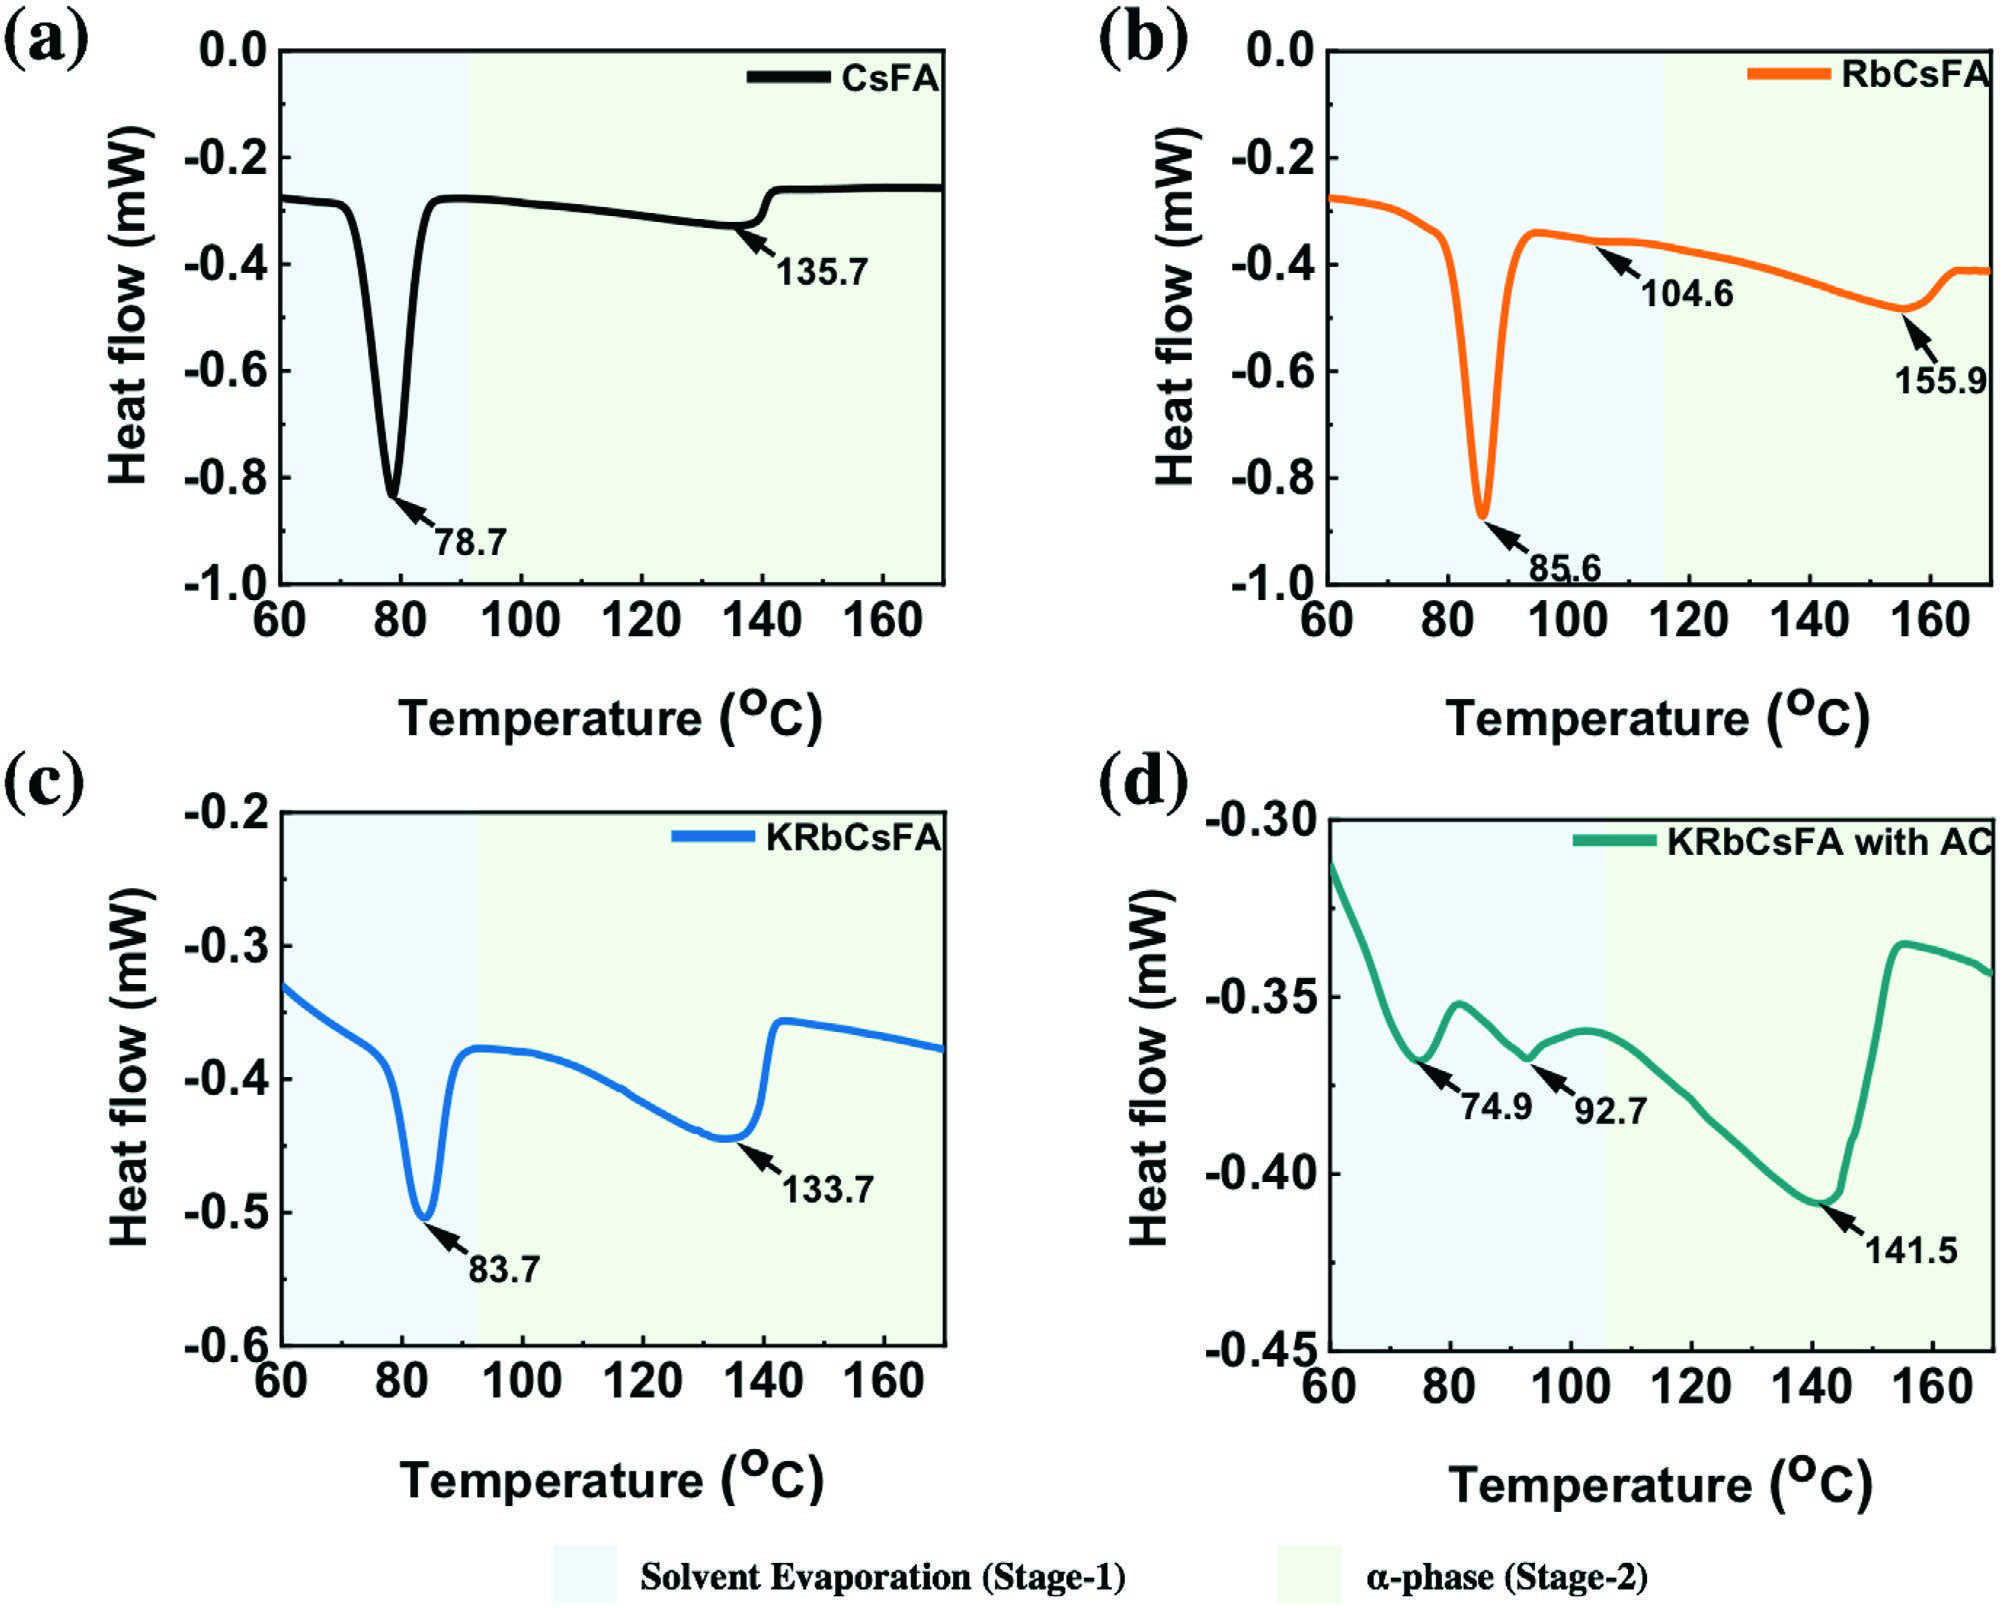 (a)
CsFA
0.0
-0.2
-0.4
-0.6
-0.8
-1.0
Heat flow (mW)
135.7
78.7
60 80 100 120 140 160
Temperature (°C)
(b)
RbCsFA
0.0
-0.2
-0.4
-0.6
-0.8
-1.0
Heat flow (mW)
104.6
155.9
85.6
60 80 100 120 140 160
Temperature (°C)
(c)
KRbCsFA
-0.2
-0.3
-0.4
-0.5
-0.6
Heat flow (mW)
133.7
83.7
60 80 100 120 140 160
Temperature (°C)
(d)
KRbCsFA with AC
-0.30
-0.35
-0.40
-0.45
Heat flow (mW)
74.9
92.7
141.5
60 80 100 120 140 160
Temperature (°C)
Solvent Evaporation (Stage-1)
α-phase (Stage-2)